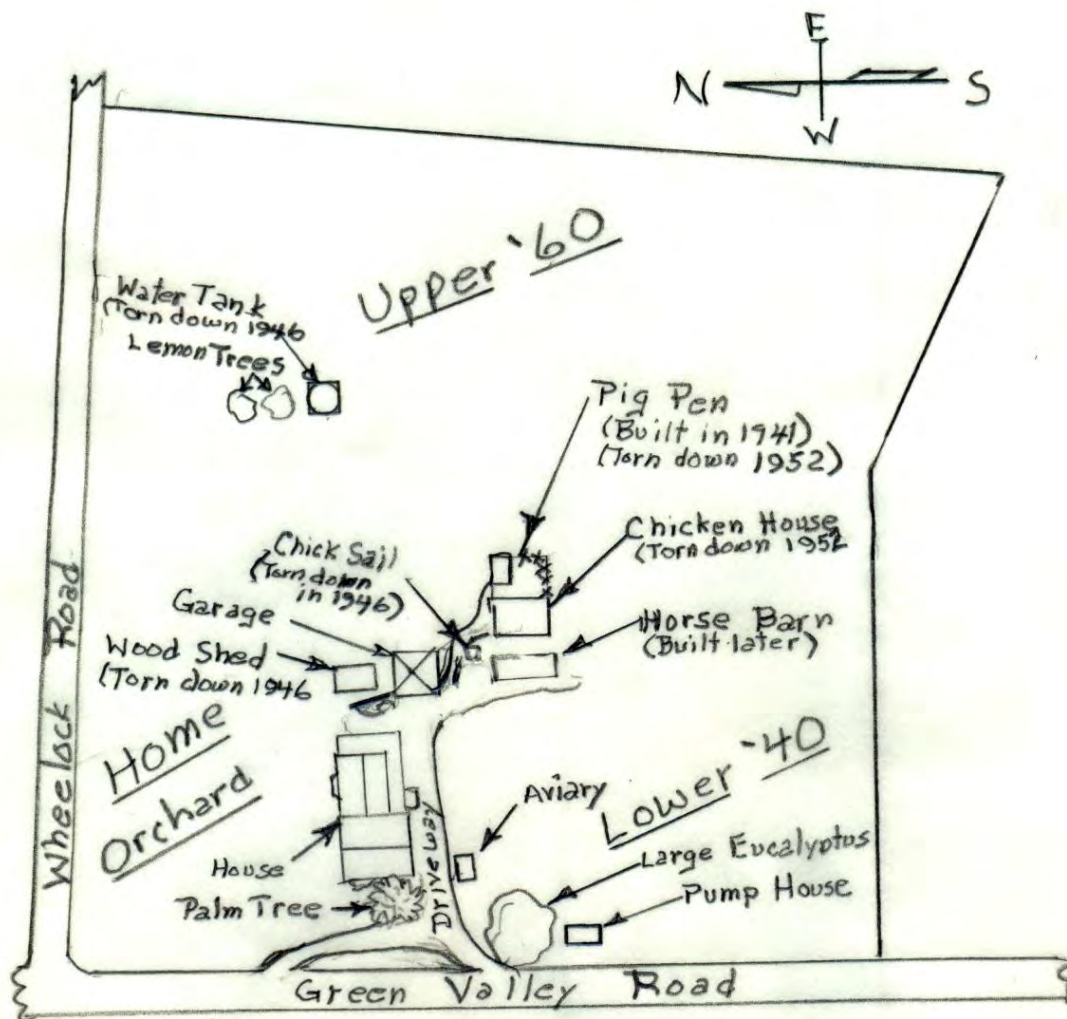 E
N S
W
Upper '60
Water Tank
(Torn down 1946
Lemon Trees
Pig Pen
(Built in 1941)
(Torn down 1952)
Chick Sail
(Torn down
in 1946)
Chicken House
(Torn down 1952
Garage
Horse Barn
(Built later)
Wood Shed
(Torn down 1946
Wheelock Road
Home
Orchard
Lower -40
Aviary
Driveway
Large Eucalyptus
House
Pump House
Palm Tree
Green Valley Road